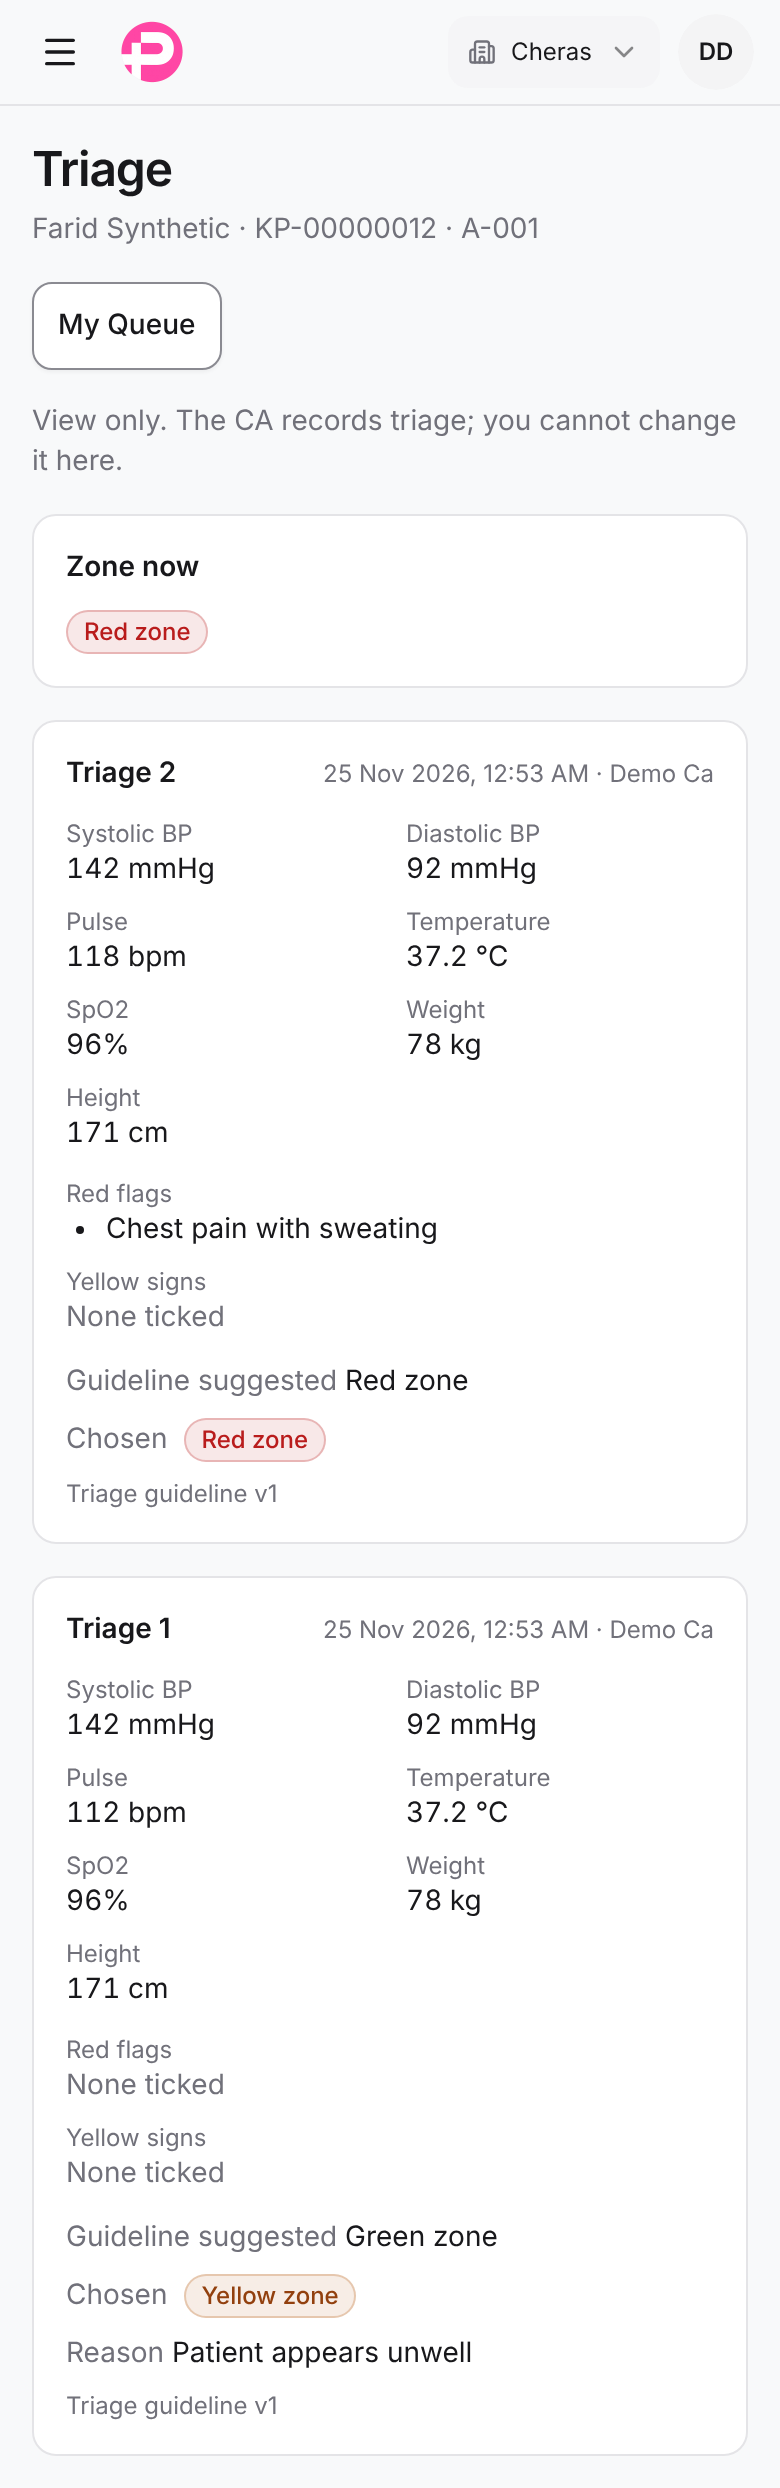 Cheras
DD
Triage
Farid Synthetic · KP-00000012 · A-001
My Queue
View only. The CA records triage; you cannot change
it here.
Zone now
Red zone
Triage 2
25 Nov 2026, 12:53 AM · Demo Ca
Systolic BP
Diastolic BP
142 mmHg
92 mmHg
Pulse
Temperature
118 bpm
37.2 °C
SpO2
Weight
96%
78 kg
Height
171 cm
Red flags
• Chest pain with sweating
Yellow signs
None ticked
Guideline suggested Red zone
Chosen Red zone
Triage guideline v1
Triage 1
25 Nov 2026, 12:53 AM · Demo Ca
Systolic BP
Diastolic BP
142 mmHg
92 mmHg
Pulse
Temperature
112 bpm
37.2 °C
SpO2
Weight
96%
78 kg
Height
171 cm
Red flags
None ticked
Yellow signs
None ticked
Guideline suggested Green zone
Chosen Yellow zone
Reason Patient appears unwell
Triage guideline v1